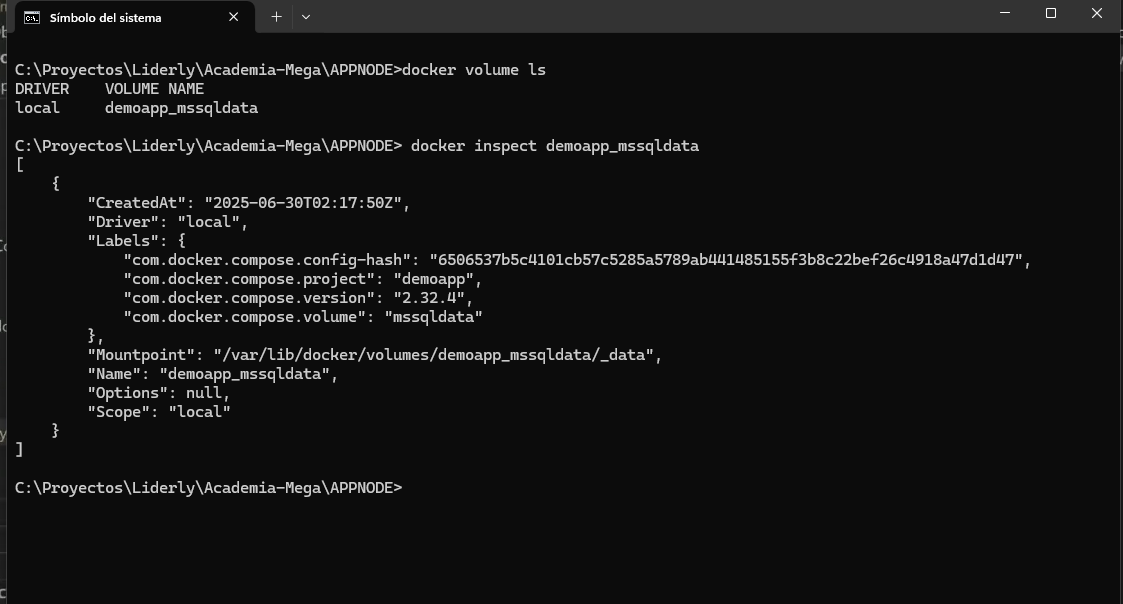 Símbolo del sistema
C:\Proyectos\Liderly\Academia-Mega\APPNODE>docker volume ls
DRIVER    VOLUME NAME
local     demoapp_mssqldata
C:\Proyectos\Liderly\Academia-Mega\APPNODE> docker inspect demoapp_mssqldata
[
    {
        "CreatedAt": "2025-06-30T02:17:50Z",
        "Driver": "local",
        "Labels": {
            "com.docker.compose.config-hash": "6506537b5c4101cb57c5285a5789ab441485155f3b8c22bef26c4918a47d1d47",
            "com.docker.compose.project": "demoapp",
            "com.docker.compose.version": "2.32.4",
            "com.docker.compose.volume": "mssqldata"
        },
        "Mountpoint": "/var/lib/docker/volumes/demoapp_mssqldata/_data",
        "Name": "demoapp_mssqldata",
        "Options": null,
        "Scope": "local"
    }
]
C:\Proyectos\Liderly\Academia-Mega\APPNODE>